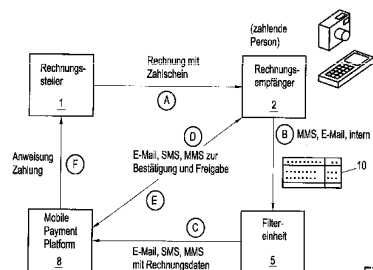 (zahlende
Person)
Rechnung mit
Zahlschein
Rechnungs-
steller
1
A
Rechnungs-
empfänger
2
D
B MMS, E-Mail, intern
Anweisung
Zahlung
F
E-Mail, SMS, MMS zur
Bestätigung und Freigabe
10
E
C
Mobile
Payment
Platform
8
E-Mail, SMS, MMS
mit Rechnungsdaten
Filter-
einheit
5